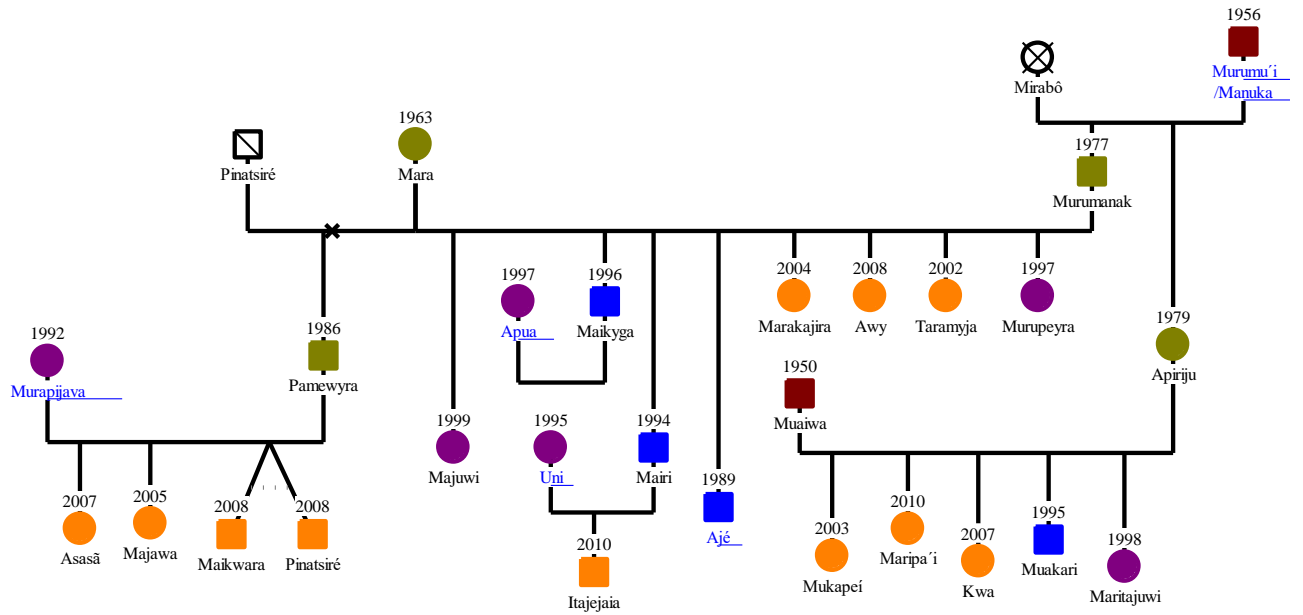 1956
Mirabô
Murumu´i
/Manuka
1963
Pinatsiré
Mara
1977
Murumanak
1997
Apua
1996
Maikyga
2004
Marakajira
2008
Awy
2002
Taramyja
1997
Murupeyra
1992
Murapijava
1986
Pamewyra
1979
Apiriju
1950
Muaiwa
1999
Majuwi
1995
Uni
1994
Mairi
1989
Ajé
2007
Asasã
2005
Majawa
2008
Maikwara
2008
Pinatsiré
2010
Itajejaia
2003
Mukapeí
2010
Maripa´i
2007
Kwa
1995
Muakari
1998
Maritajuwi